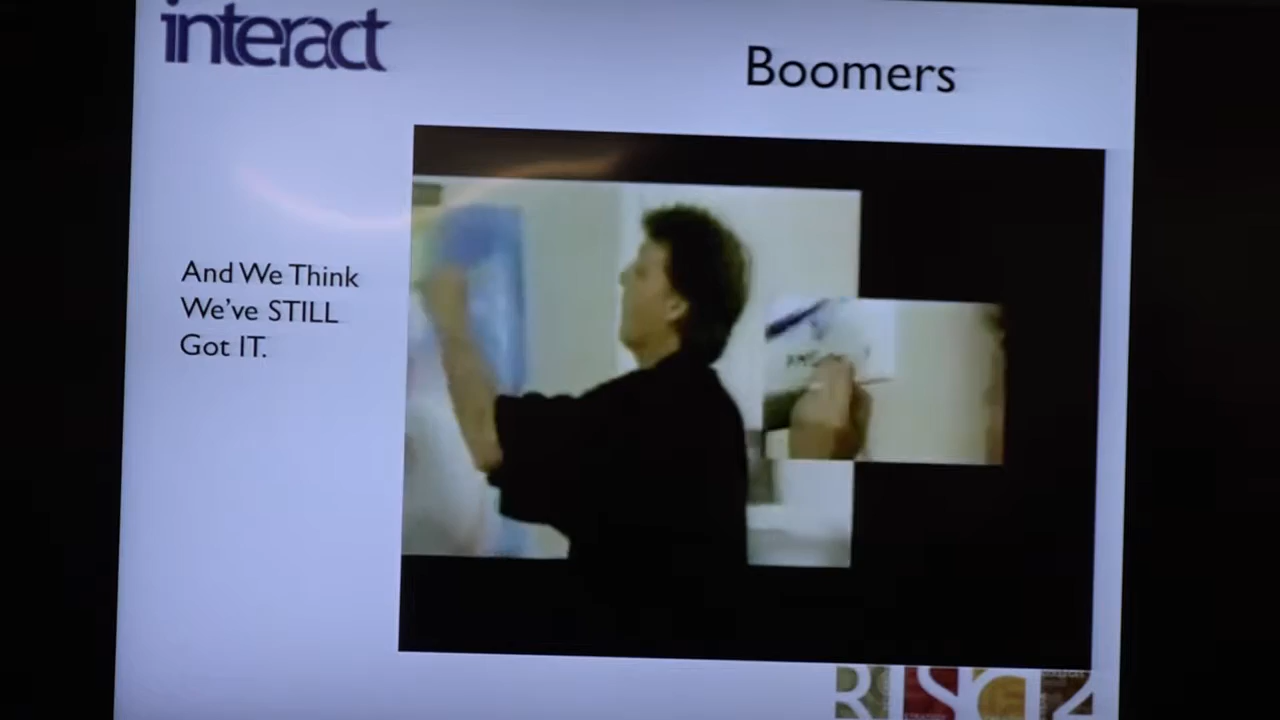 interact
Boomers
And We Think
We've STILL
Got IT.